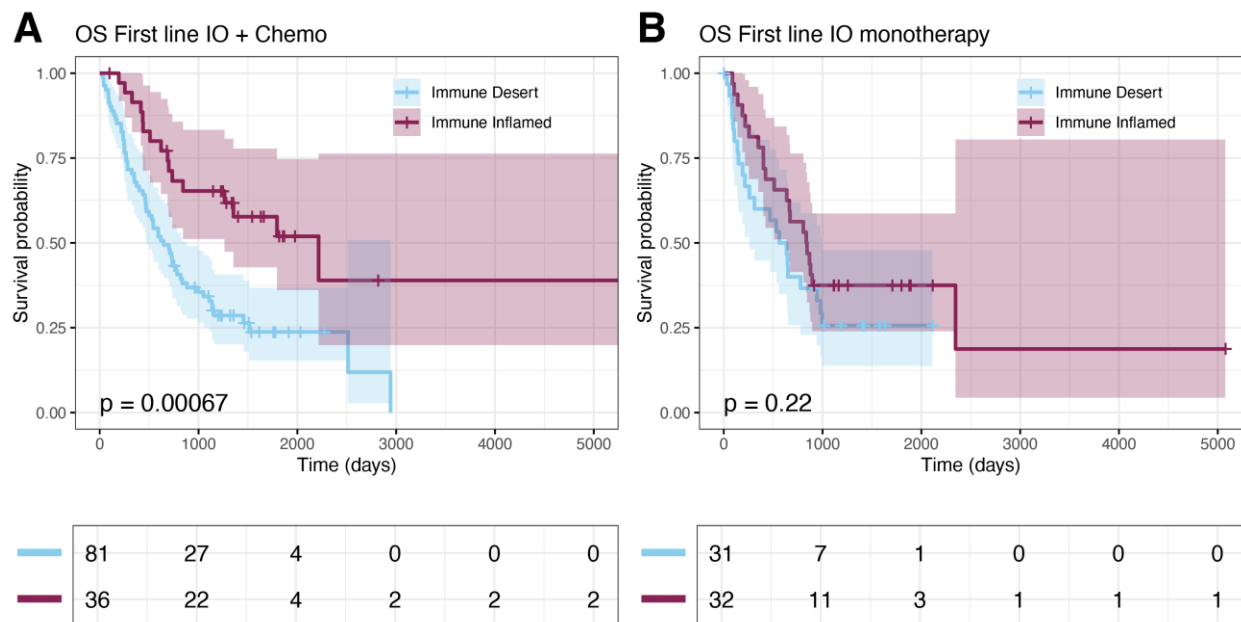 A
OS First line IO + Chemo
Survival probability
1.00
0.75
0.50
0.25
0.00
Immune Desert
Immune Inflamed
p = 0.00067
0 1000 2000 3000 4000 5000
Time (days)
81 27 4 0 0 0
36 22 4 2 2 2
B
OS First line IO monotherapy
Survival probability
1.00
0.75
0.50
0.25
0.00
Immune Desert
Immune Inflamed
p = 0.22
0 1000 2000 3000 4000 5000
Time (days)
31 7 1 0 0 0
32 11 3 1 1 1